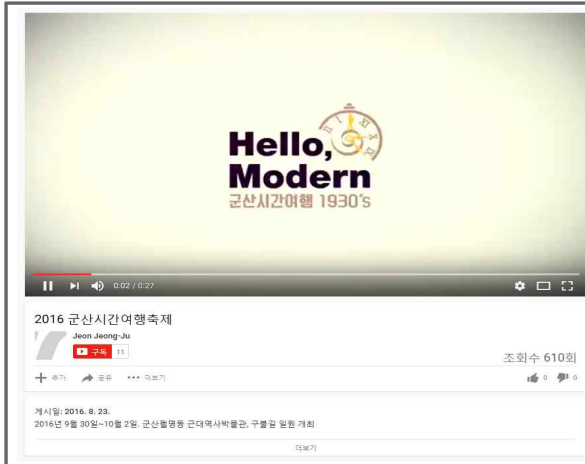 Hello,
Modern
군산시간여행 1930's
0:02 / 0:27
2016 군산시간여행축제
Jeon Jeong-Ju
구독 11
조회수 610회
추가 공유 더보기 0 0
게시일: 2016. 8. 23.
2016년 9월 30일~10월 2일. 군산월명동 근대역사박물관, 구불길 일원 개최
더보기